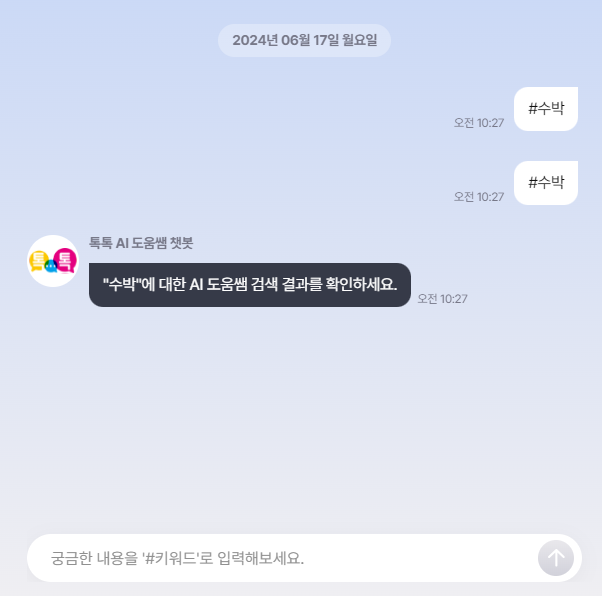 2024년 06월 17일 월요일
#수박
오전 10:27
#수박
오전 10:27
톡톡 AI 도움쌤 챗봇
톡...톡
"수박"에 대한 AI 도움쌤 검색 결과를 확인하세요.
오전 10:27
궁금한 내용을 '#키워드'로 입력해보세요.